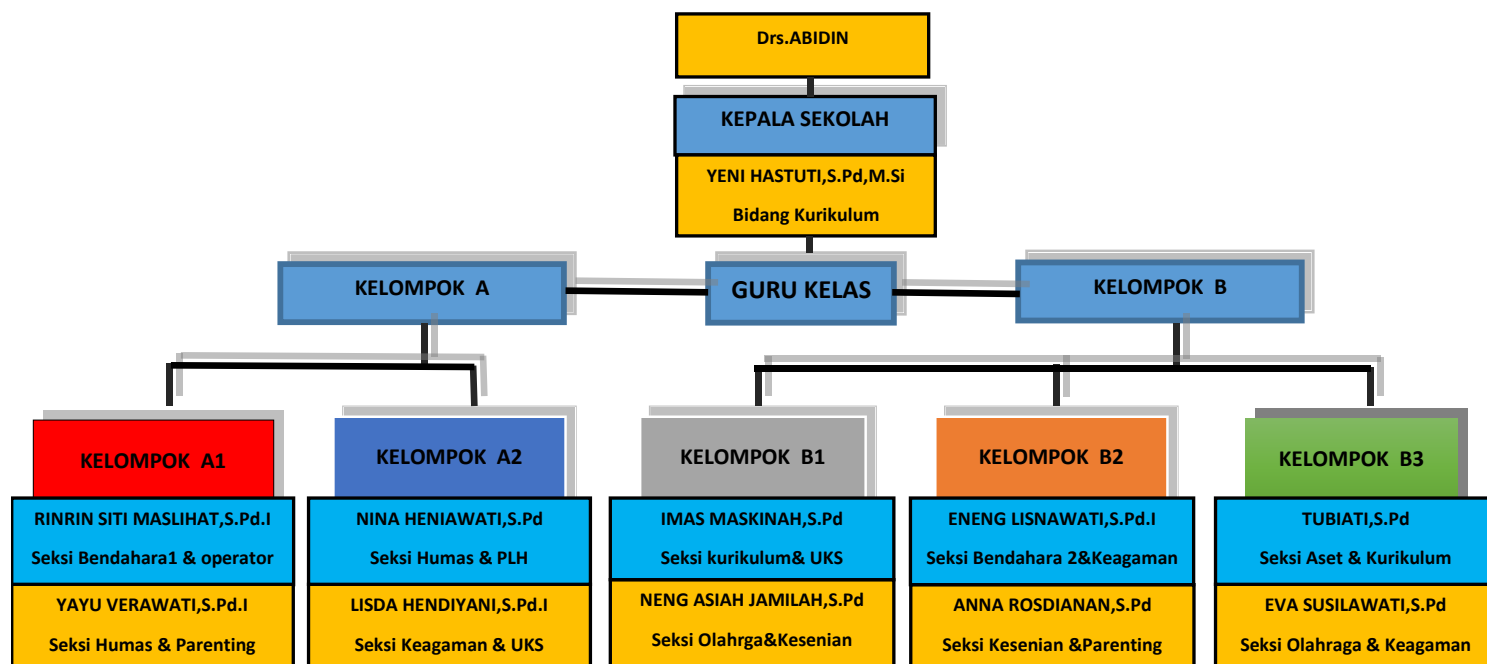 Drs.ABIDIN
KEPALA SEKOLAH
YENI HASTUTI,S.Pd,M.Si
Bidang Kurikulum
KELOMPOK A
GURU KELAS
KELOMPOK B
KELOMPOK A1
KELOMPOK A2
KELOMPOK B1
KELOMPOK B2
KELOMPOK B3
RINRIN SITI MASLIHAT,S.Pd.I
Seksi Bendahara1 & operator
NINA HENIAWATI,S.Pd
Seksi Humas & PLH
IMAS MASKINAH,S.Pd
Seksi kurikulum& UKS
ENENG LISNAWATI,S.Pd.I
Seksi Bendahara 2&Keagaman
TUBIATI,S.Pd
Seksi Aset & Kurikulum
YAYU VERAWATI,S.Pd.I
Seksi Humas & Parenting
LISDA HENDIYANI,S.Pd.I
Seksi Keagaman & UKS
NENG ASIAH JAMILAH,S.Pd
Seksi Olahrga&Kesenian
ANNA ROSDIANAN,S.Pd
Seksi Kesenian &Parenting
EVA SUSILAWATI,S.Pd
Seksi Olahraga & Keagaman